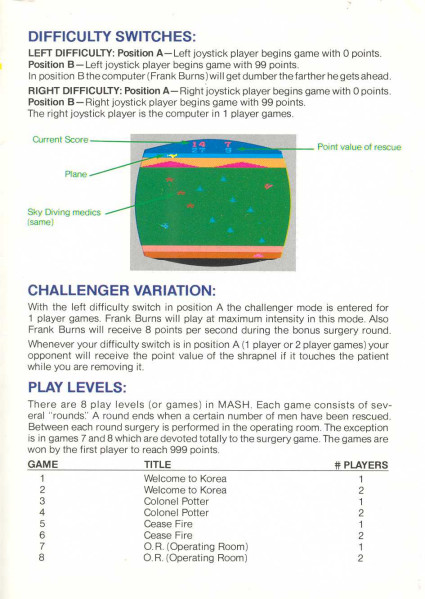 DIFFICULTY SWITCHES:
LEFT DIFFICULTY: Position A—Left joystick player begins game with 0 points.
Position B—Left joystick player begins game with 99 points.
In position B the computer (Frank Burns) will get dumber the farther he gets ahead.
RIGHT DIFFICULTY: Position A—Right joystick player begins game with 0 points.
Position B—Right joystick player begins game with 99 points.
The right joystick player is the computer in 1 player games.
Current Score
14 7
27 9
Point value of rescue
Plane
Sky Diving medics
(same)
CHALLENGER VARIATION:
With the left difficulty switch in position A the challenger mode is entered for
1 player games. Frank Burns will play at maximum intensity in this mode. Also
Frank Burns will receive 8 points per second during the bonus surgery round.
Whenever your difficulty switch is in position A (1 player or 2 player games) your
opponent will receive the point value of the shrapnel if it touches the patient
while you are removing it.
PLAY LEVELS:
There are 8 play levels (or games) in MASH. Each game consists of sev-
eral "rounds." A round ends when a certain number of men have been rescued.
Between each round surgery is performed in the operating room. The exception
is in games 7 and 8 which are devoted totally to the surgery game. The games are
won by the first player to reach 999 points.
GAME TITLE # PLAYERS
1 Welcome to Korea 1
2 Welcome to Korea 2
3 Colonel Potter 1
4 Colonel Potter 2
5 Cease Fire 1
6 Cease Fire 2
7 O.R. (Operating Room) 1
8 O.R. (Operating Room) 2